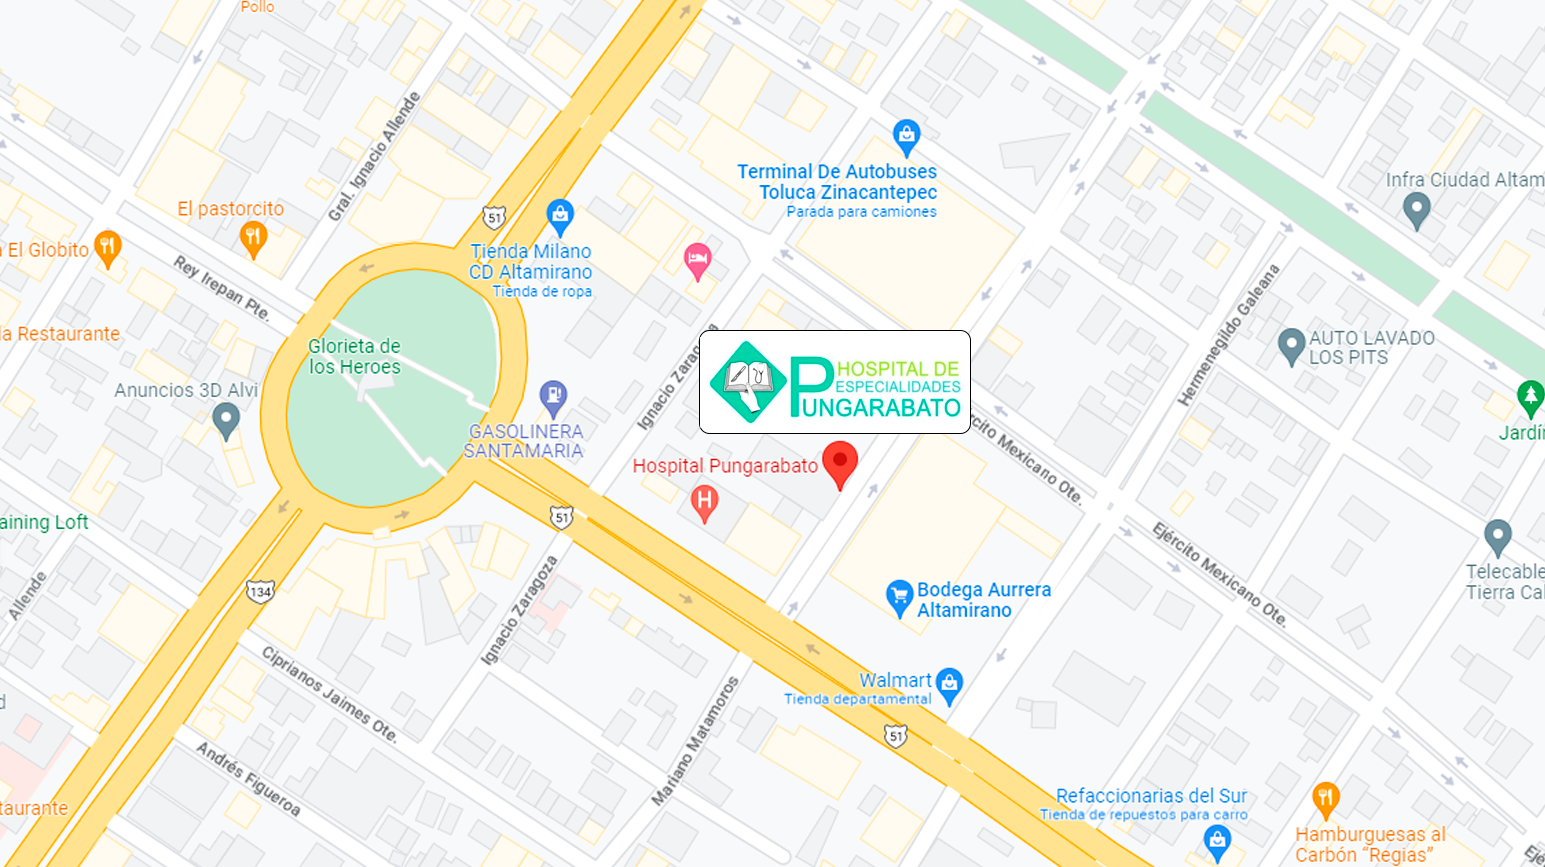 Pollo
Gral. Ignacio Allende
El pastorcito
El Globito
Rey Irepan Pte.
Restaurante
51
Tienda Milano
CD Altamirano
Tienda de ropa
Terminal De Autobuses
Toluca Zinacantepec
Parada para camiones
Infra Ciudad Altam
Hermenegildo Galeana
AUTO LAVADO
LOS PITS
Glorieta de
los Heroes
Anuncios 3D Alvi
Ignacio Zarag
HOSPITAL DE
ESPECIALIDADES
PUNGARABATO
GASOLINERA
SANTAMARIA
Hospital Pungarabato
H
ército Mexicano Ote.
Jardín
aining Loft
51
134
Allende
Ignacio Zaragoza
Ejército Mexicano Ote.
Telecable
Tierra Cal
Bodega Aurrera
Altamirano
Cipriano Jaimes Ote.
Walmart
Tienda departamental
Mariano Matamoros
51
Andrés Figueroa
taurante
Refaccionarias del Sur
Tienda de repuestos para carro
Hamburguesas al
Carbón “Regias”
Eje